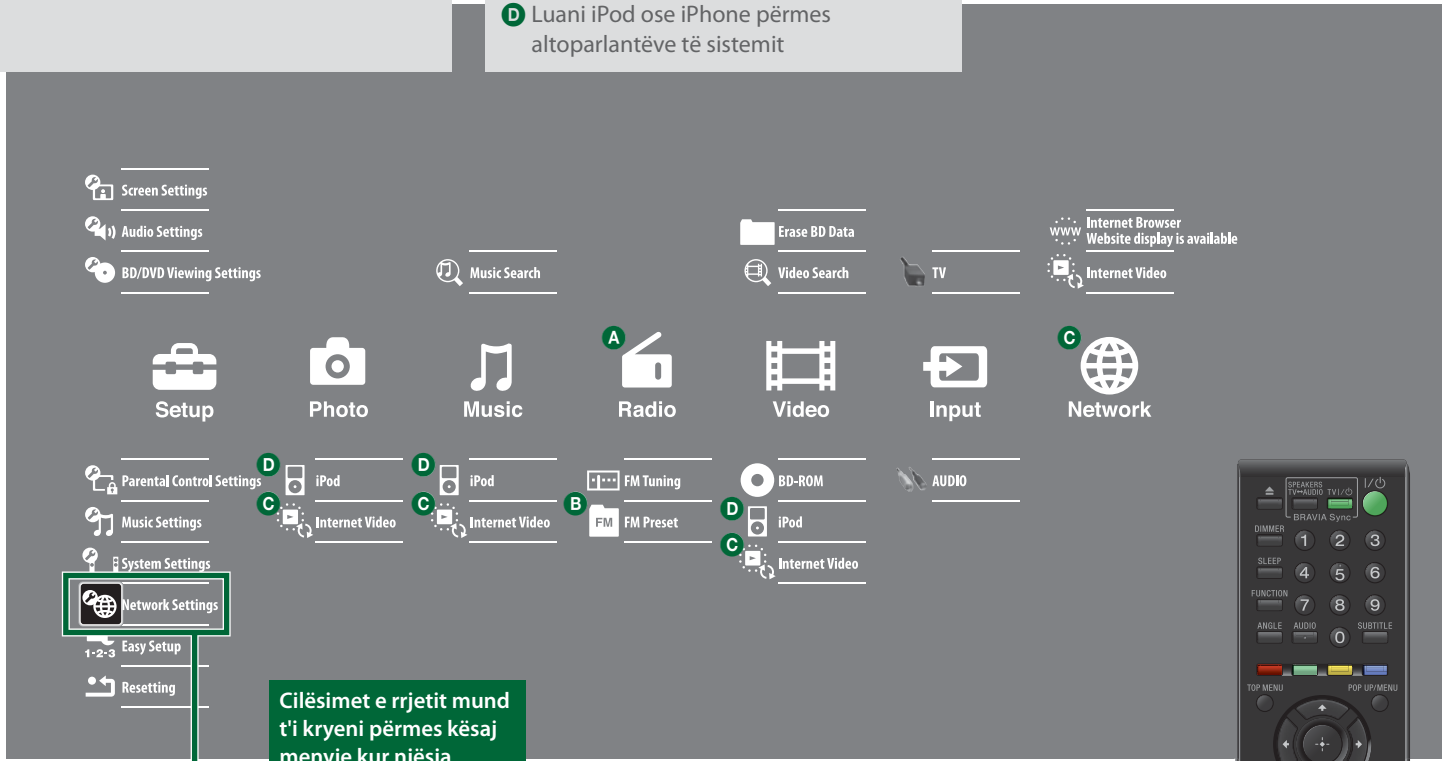 D Luani iPod ose iPhone përmes
altoparlantëve të sistemit
Screen Settings
Audio Settings
BD/DVD Viewing Settings
Music Search
Erase BD Data
Video Search
TV
www Internet Browser
Website display is available
Internet Video
Setup
Photo
Music
A Radio
Video
Input
C Network
Parental Control Settings
Music Settings
System Settings
Network Settings
1-2-3 Easy Setup
Resetting
D iPod
C Internet Video
D iPod
C Internet Video
FM Tuning
B FM FM Preset
BD-ROM
D iPod
C Internet Video
AUDIO
Cilësimet e rrjetit mund
t'i kryeni përmes kësaj
menyje kur njësia
SPEAKERS
TV↔AUDIO TV I/⏻ I/⏻
BRAVIA Sync
DIMMER 1 2 3
SLEEP 4 5 6
FUNCTION 7 8 9
ANGLE AUDIO 0 SUBTITLE
TOP MENU POP UP/MENU